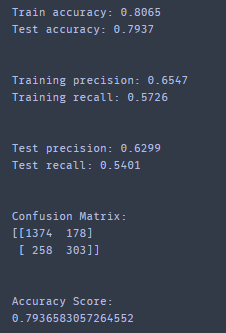 Train accuracy: 0.8065
Test accuracy: 0.7937
Training precision: 0.6547
Training recall: 0.5726
Test precision: 0.6299
Test recall: 0.5401
Confusion Matrix:
[[1374  178]
 [ 258  303]]
Accuracy Score:
0.7936583057264552